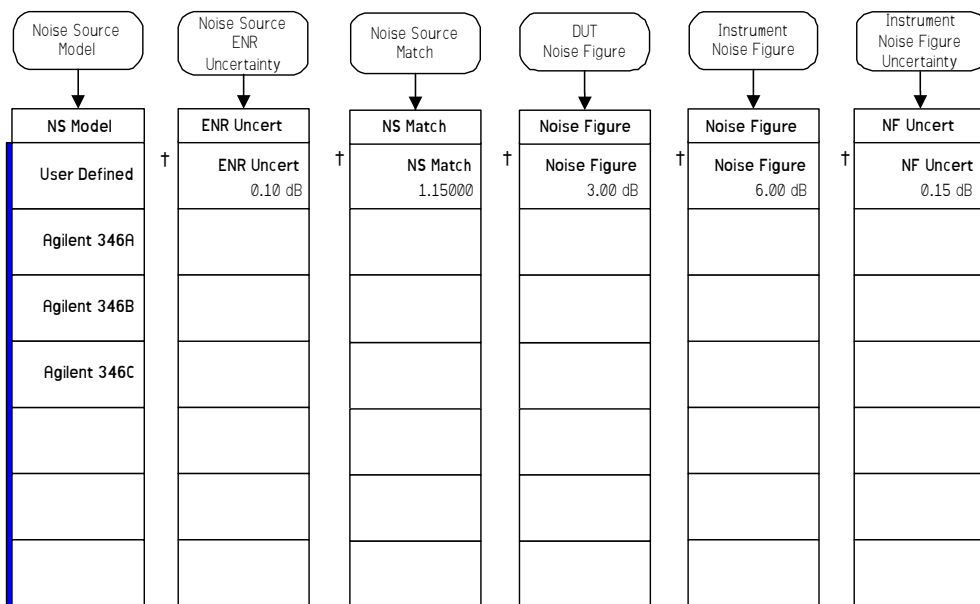 Noise Source
Model
Noise Source
ENR
Uncertainty
Noise Source
Match
DUT
Noise Figure
Instrument
Noise Figure
Instrument
Noise Figure
Uncertainty
NS Model
ENR Uncert
NS Match
Noise Figure
Noise Figure
NF Uncert
User Defined
† ENR Uncert
0.10 dB
† NS Match
1.15000
† Noise Figure
3.00 dB
† Noise Figure
6.00 dB
† NF Uncert
0.15 dB
Agilent 346A
Agilent 346B
Agilent 346C